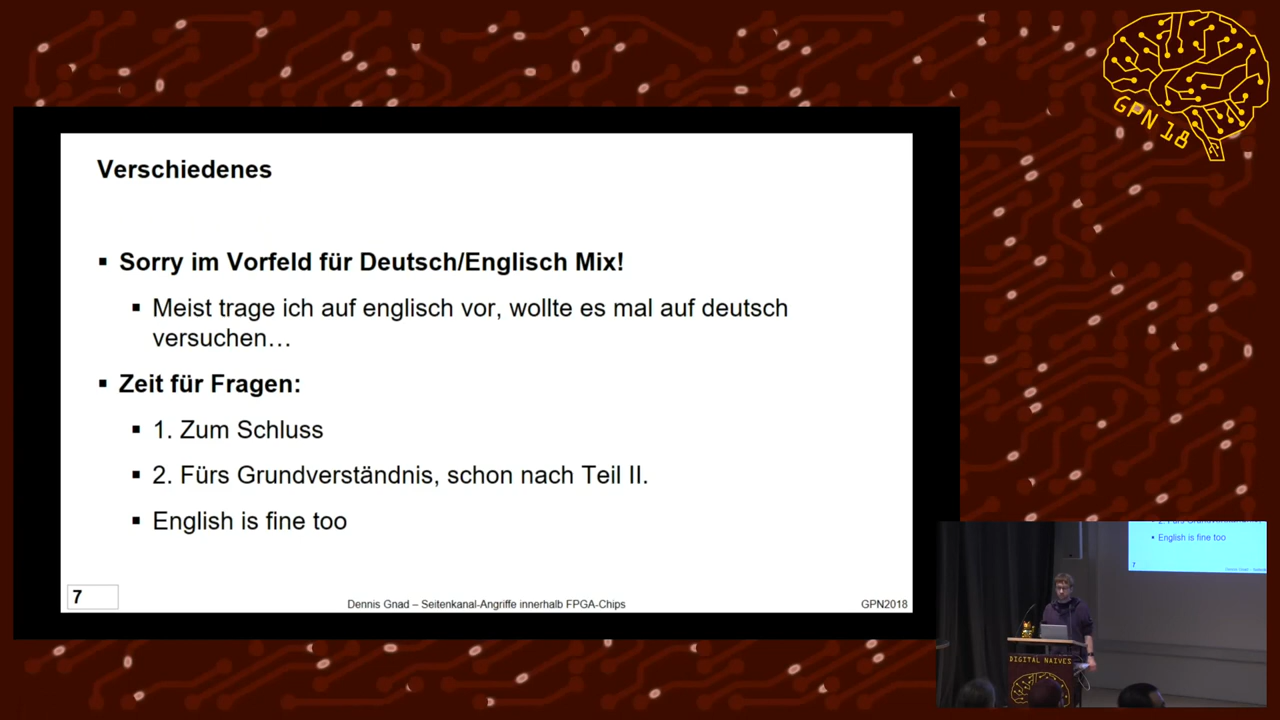 GPN 18
Verschiedenes
▪ Sorry im Vorfeld für Deutsch/Englisch Mix!
▪ Meist trage ich auf englisch vor, wollte es mal auf deutsch
versuchen…
▪ Zeit für Fragen:
▪ 1. Zum Schluss
▪ 2. Fürs Grundverständnis, schon nach Teil II.
▪ English is fine too
7
Dennis Gnad – Seitenkanal-Angriffe innerhalb FPGA-Chips
GPN2018
▪ English is fine too
7
DIGITAL NAIVES